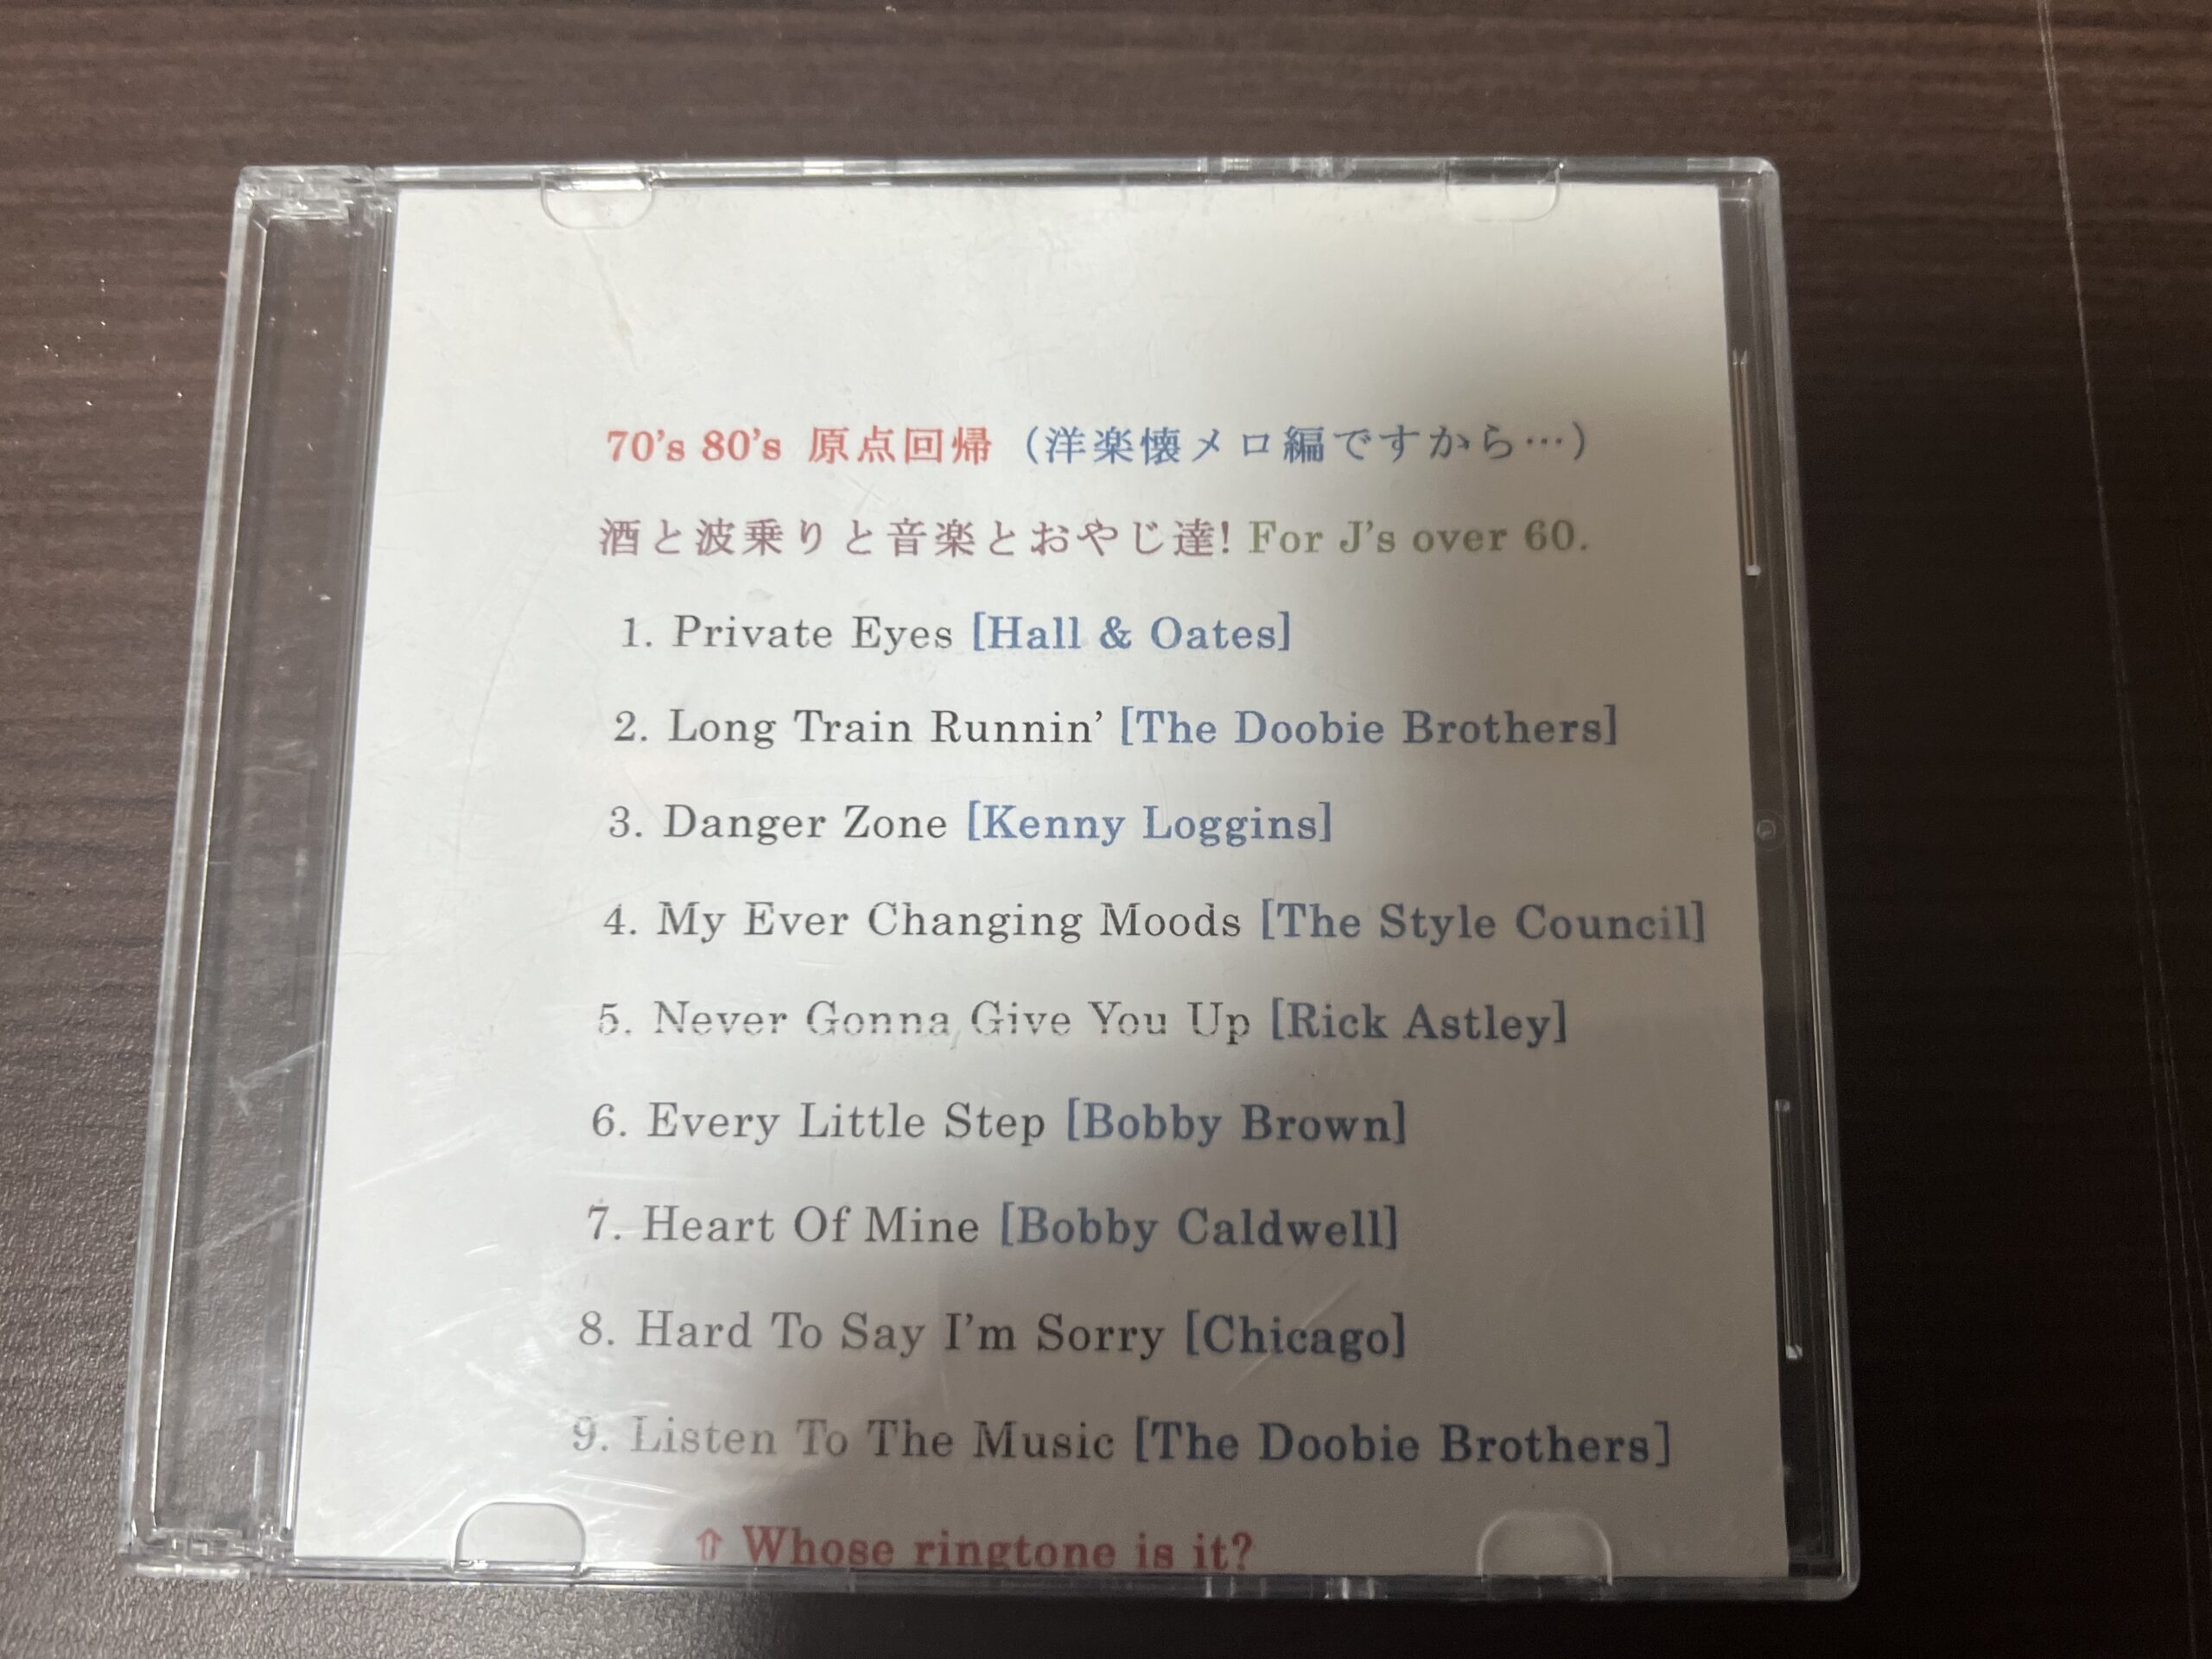 70's 80's 原点回帰（洋楽懐メロ編ですから…）
酒と波乗りと音楽とおやじ達! For J's over 60.
1. Private Eyes [Hall & Oates]
2. Long Train Runnin' [The Doobie Brothers]
3. Danger Zone [Kenny Loggins]
4. My Ever Changing Moods [The Style Council]
5. Never Gonna Give You Up [Rick Astley]
6. Every Little Step [Bobby Brown]
7. Heart Of Mine [Bobby Caldwell]
8. Hard To Say I'm Sorry [Chicago]
9. Listen To The Music [The Doobie Brothers]
⇧ Whose ringtone is it?